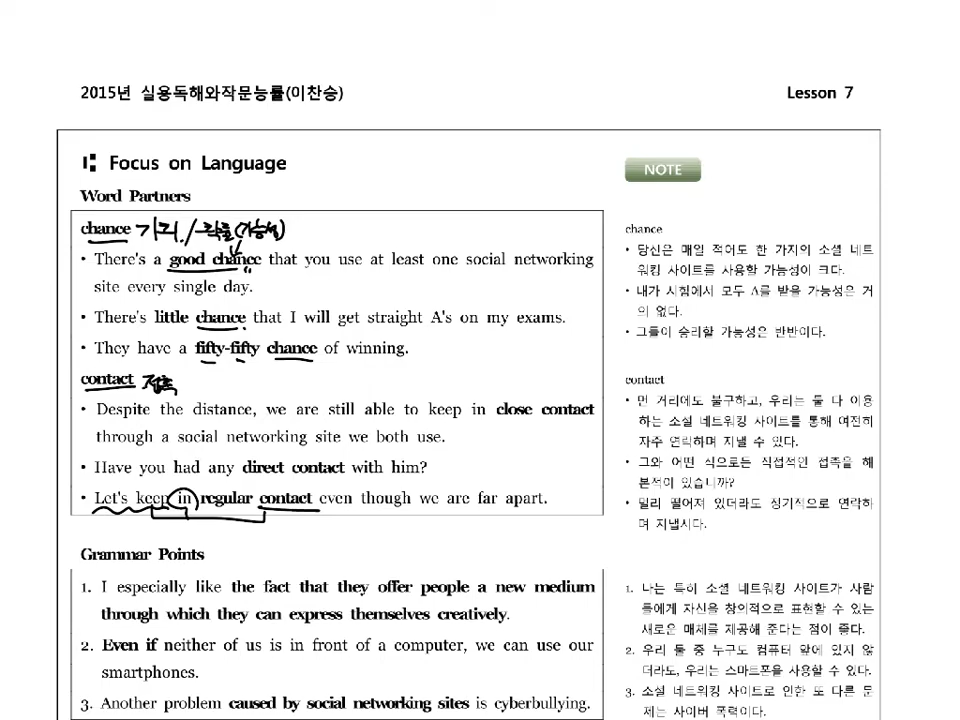 2015년 실용독해와작문능률(이찬승)
Lesson 7
Focus on Language
Word Partners
chance 기회 / 확률(가능성)
• There's a good chance that you use at least one social networking
site every single day.
• There's little chance that I will get straight A's on my exams.
• They have a fifty-fifty chance of winning.
contact 접촉
• Despite the distance, we are still able to keep in close contact
through a social networking site we both use.
• Have you had any direct contact with him?
• Let's keep in regular contact even though we are far apart.
Grammar Points
1. I especially like the fact that they offer people a new medium
through which they can express themselves creatively.
2. Even if neither of us is in front of a computer, we can use our
smartphones.
3. Another problem caused by social networking sites is cyberbullying.
NOTE
chance
• 당신은 매일 적어도 한 가지의 소셜 네트
워킹 사이트를 사용할 가능성이 크다.
• 내가 시험에서 모두 A를 받을 가능성은 거
의 없다.
• 그들이 승리할 가능성은 반반이다.
contact
• 먼 거리에도 불구하고, 우리는 둘 다 이용
하는 소셜 네트워킹 사이트를 통해 여전히
자주 연락하며 지낼 수 있다.
• 그와 어떤 식으로든 직접적인 접촉을 해
본적이 있습니까?
• 멀리 떨어져 있더라도 정기적으로 연락하
며 지냅시다.
1. 나는 특히 소셜 네트워킹 사이트가 사람
들에게 자신을 창의적으로 표현할 수 있는
새로운 매체를 제공해 준다는 점이 좋다.
2. 우리 둘 중 누구도 컴퓨터 앞에 있지 않
더라도, 우리는 스마트폰을 사용할 수 있다.
3. 소셜 네트워킹 사이트로 인한 또 다른 문
제는 사이버 폭력이다.